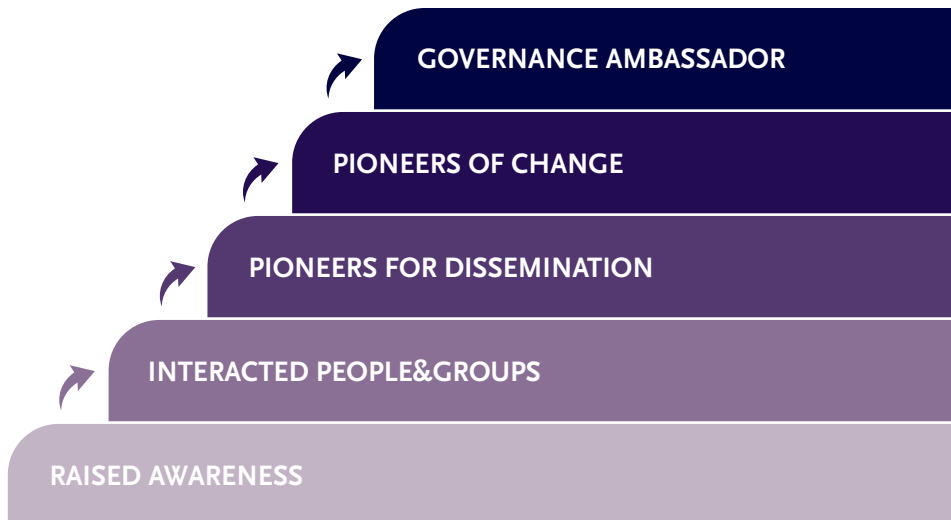 GOVERNANCE AMBASSADOR
PIONEERS OF CHANGE
PIONEERS FOR DISSEMINATION
INTERACTED PEOPLE&GROUPS
RAISED AWARENESS